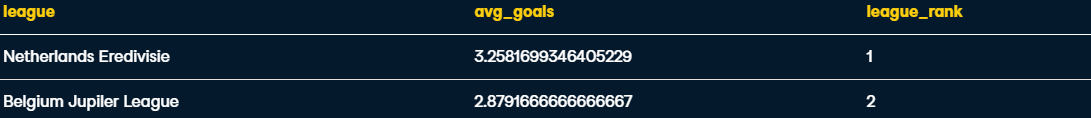 league avg_goals league_rank
Netherlands Eredivisie 3.2581699346405229 1
Belgium Jupiler League 2.8791666666666667 2